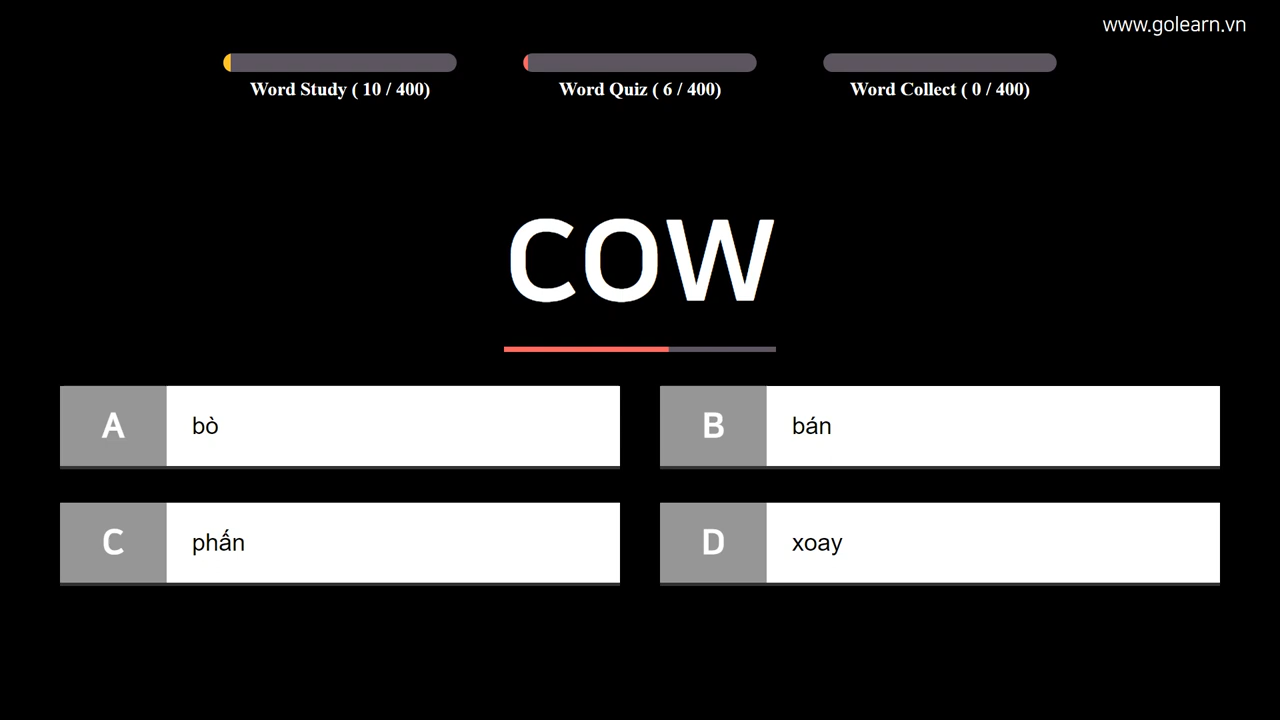 www.golearn.vn
Word Study ( 10 / 400)
Word Quiz ( 6 / 400)
Word Collect ( 0 / 400)
COW
A bò
B bán
C phấn
D xoay